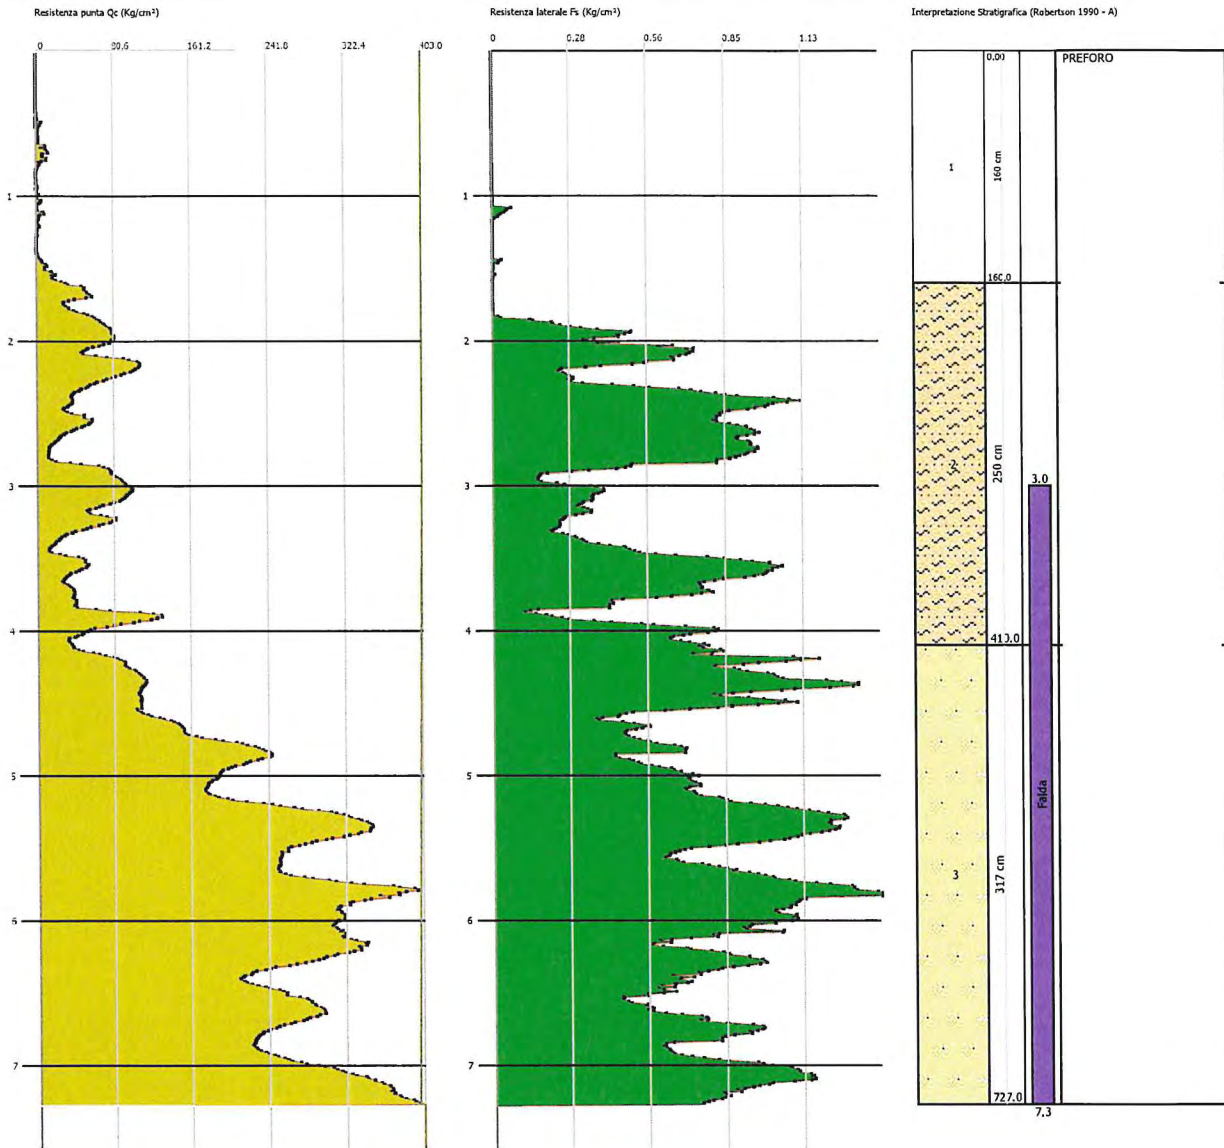 Resistenza punta Qc (Kg/cm²)
Resistenza laterale Fs (Kg/cm²)
Interpretazione Stratigrafica (Robertson 1990 - A)
0 80.6 161.2 241.8 322.4 403.0
0 0.28 0.56 0.85 1.13
0.00
PREFORO
1
160 cm
1
1
160.0
2
2
2
250 cm
3
3
3.0
4
4
410.0
5
5
Falda
3
317 cm
6
6
7
7
727.0
7.3